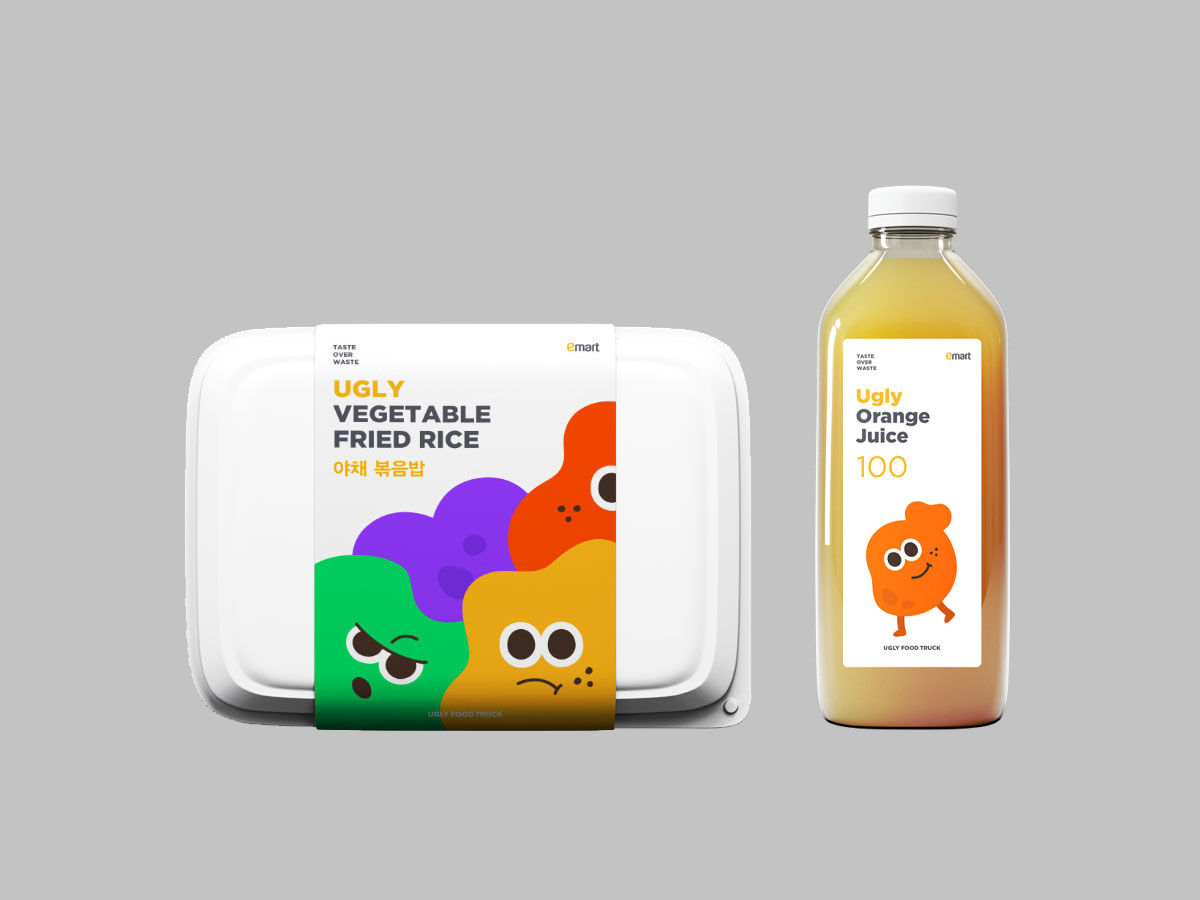 TASTE
OVER
WASTE
emart
UGLY
VEGETABLE
FRIED RICE
야채 볶음밥
UGLY FOOD TRUCK
TASTE
OVER
WASTE
emart
Ugly
Orange
Juice
100
UGLY FOOD TRUCK